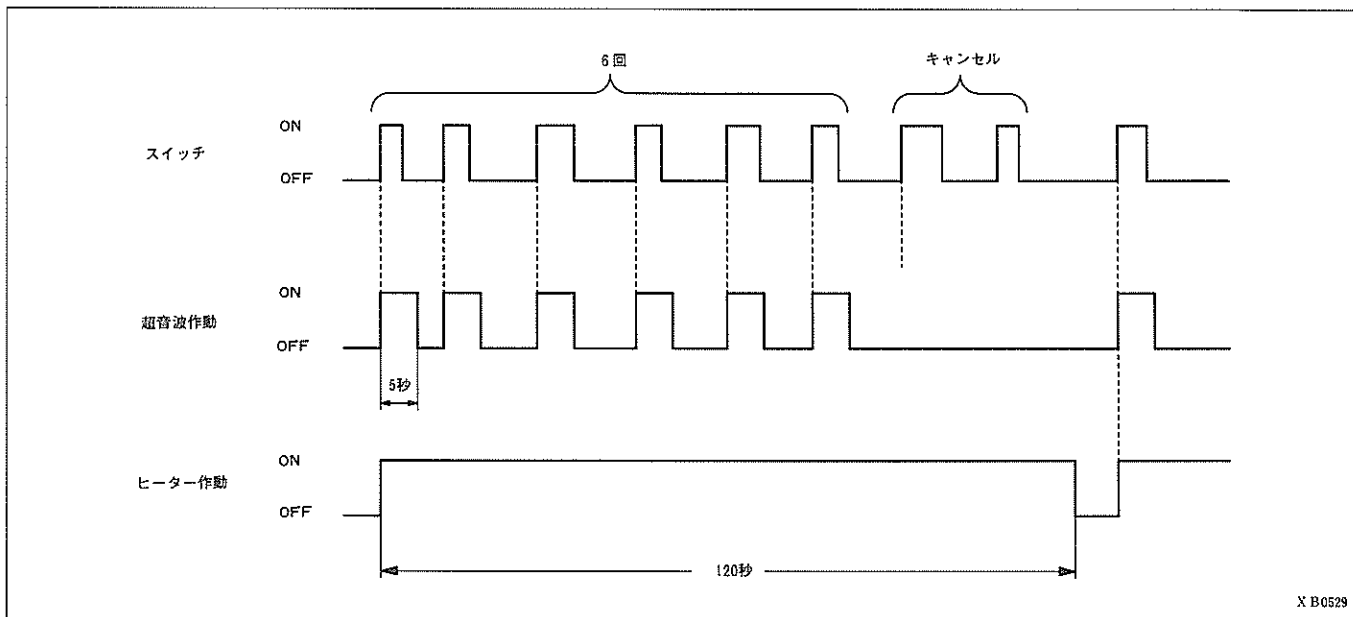 6回
キャンセル
スイッチ
ON
OFF
超音波作動
ON
OFF
5秒
ヒーター作動
ON
OFF
120秒
X B0529